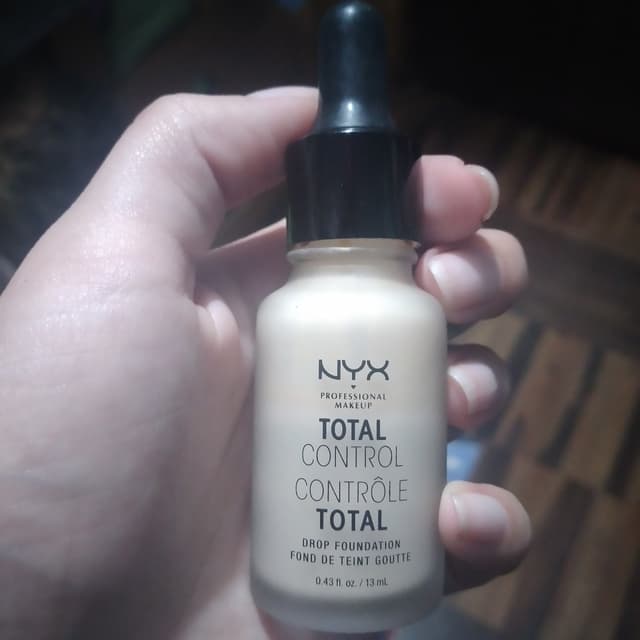 NYX
PROFESSIONAL
MAKEUP
TOTAL
CONTROL
CONTRÔLE
TOTAL
DROP FOUNDATION
FOND DE TEINT GOUTTE
0.43 fl. oz. / 13 mL